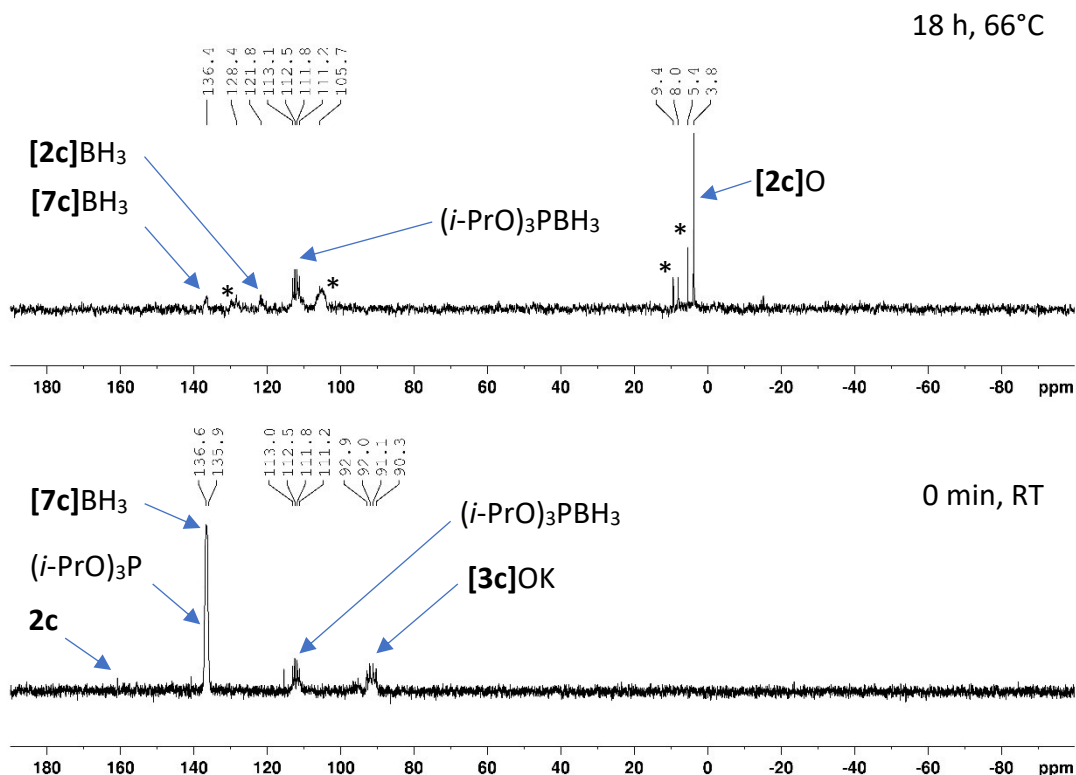 18 h, 66°C
136.4
128.4
121.8
113.1
112.5
111.8
111.2
105.7
9.4
8.0
5.4
3.8
[2c]BH₃
[7c]BH₃
(i-PrO)₃PBH₃
[2c]O
*
*
*
*
180 160 140 120 100 80 60 40 20 0 -20 -40 -60 -80 ppm
136.6
135.9
113.0
112.5
111.8
111.2
92.9
92.0
91.1
90.3
0 min, RT
[7c]BH₃
(i-PrO)₃PBH₃
(i-PrO)₃P
[3c]OK
2c
180 160 140 120 100 80 60 40 20 0 -20 -40 -60 -80 ppm